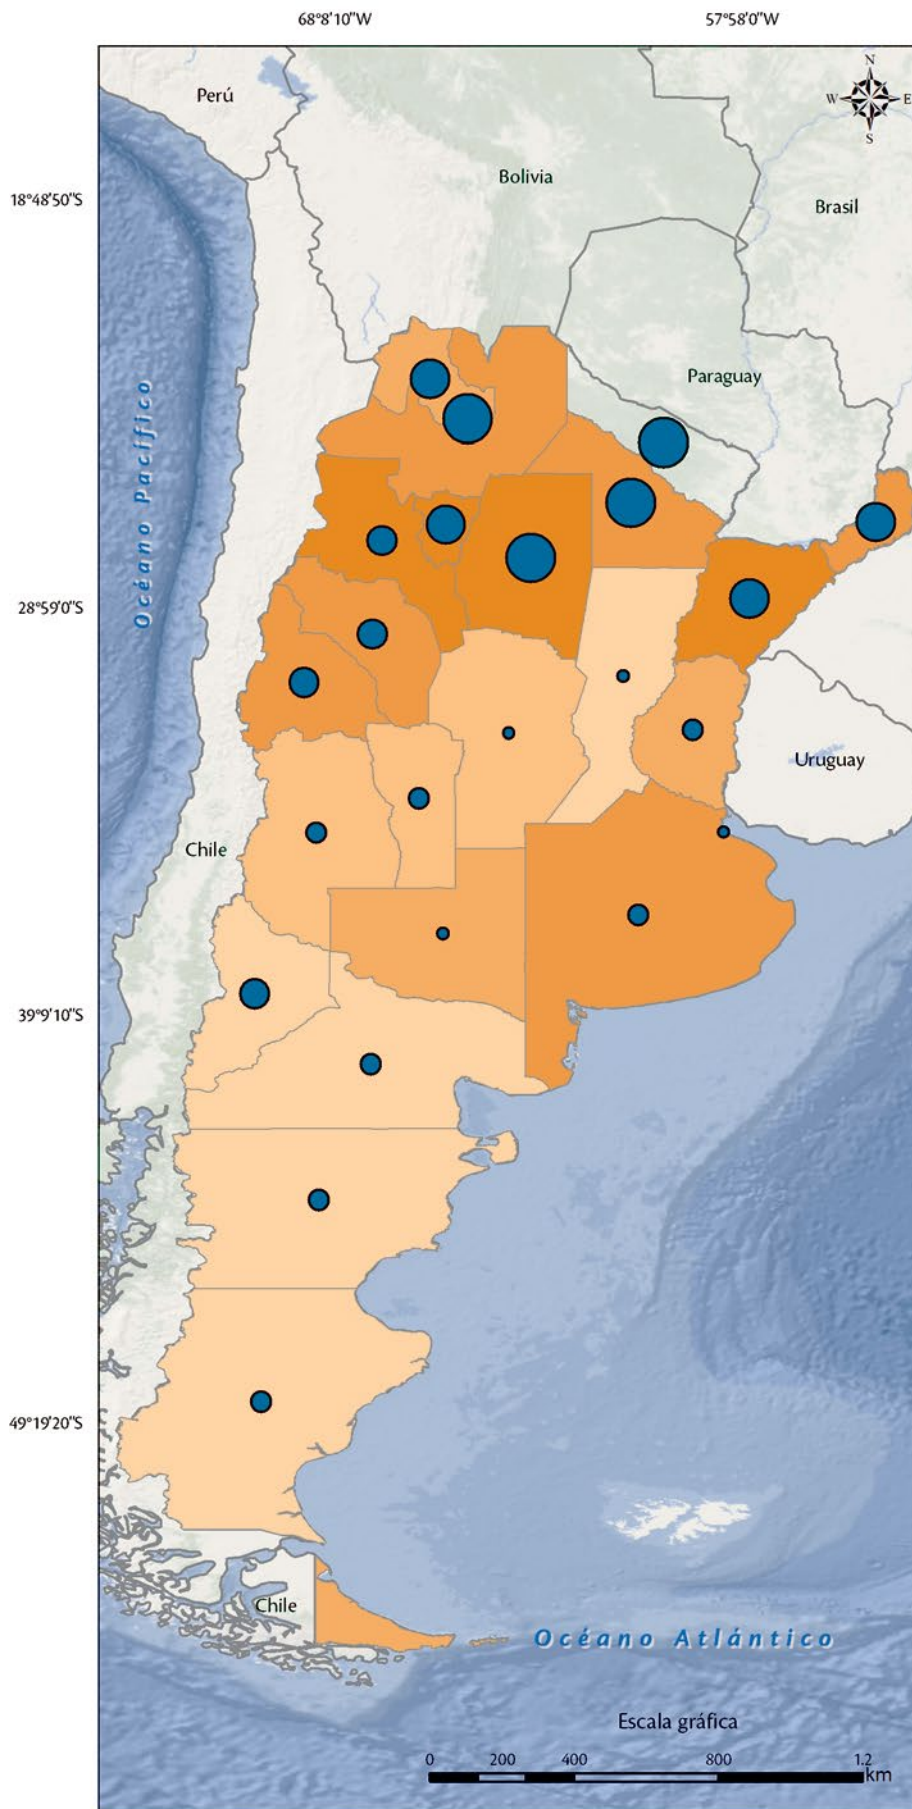 68°8'10"W
57°58'0"W
N
W
E
S
Perú
18°48'50"S
Bolivia
Brasil
Paraguay
Océano Pacífico
28°59'0"S
Uruguay
Chile
39°9'10"S
49°19'20"S
Chile
Océano Atlántico
Escala gráfica
0 200 400 800 1.2
km